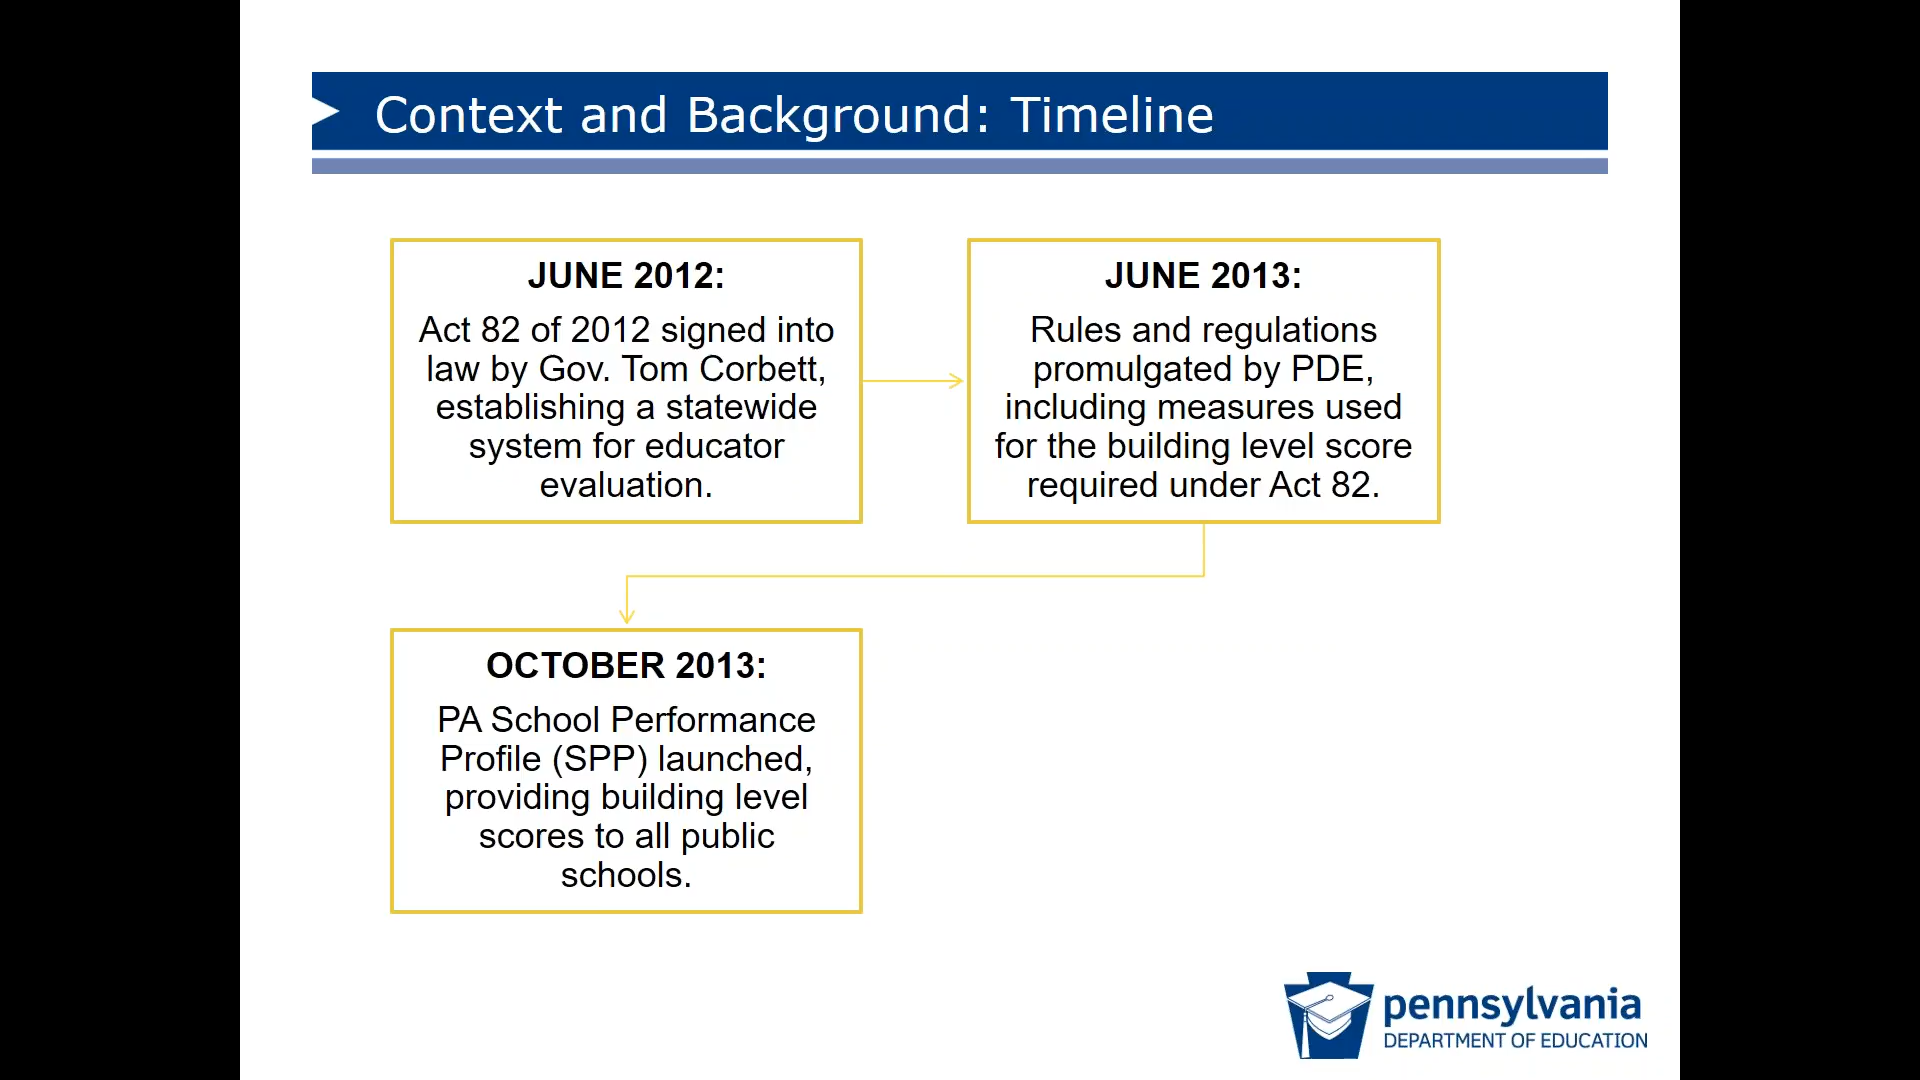 Context and Background: Timeline
JUNE 2012:
Act 82 of 2012 signed into
law by Gov. Tom Corbett,
establishing a statewide
system for educator
evaluation.
JUNE 2013:
Rules and regulations
promulgated by PDE,
including measures used
for the building level score
required under Act 82.
OCTOBER 2013:
PA School Performance
Profile (SPP) launched,
providing building level
scores to all public
schools.
pennsylvania
DEPARTMENT OF EDUCATION